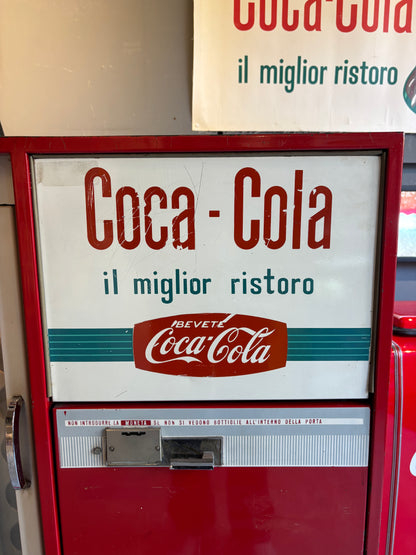 Coca-Cola
il miglior ristoro
Coca-Cola
il miglior ristoro
BEVETE
Coca-Cola
NON INTRODURRE LA MONETA SE NON SI VEDONO BOTTIGLIE ALL'INTERNO DELLA PORTA